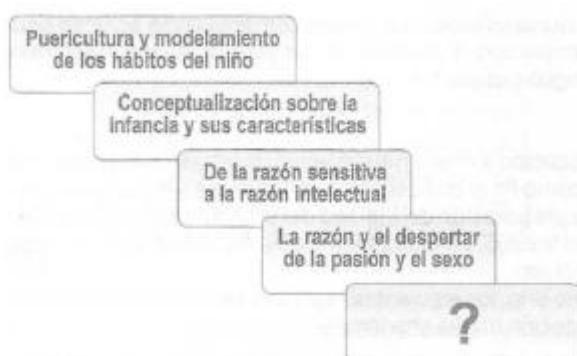 Puericultura y modelamiento
de los hábitos del niño
Conceptualización sobre la
infancia y sus características
De la razón sensitiva
a la razón intelectual
La razón y el despertar
de la pasión y el sexo
?